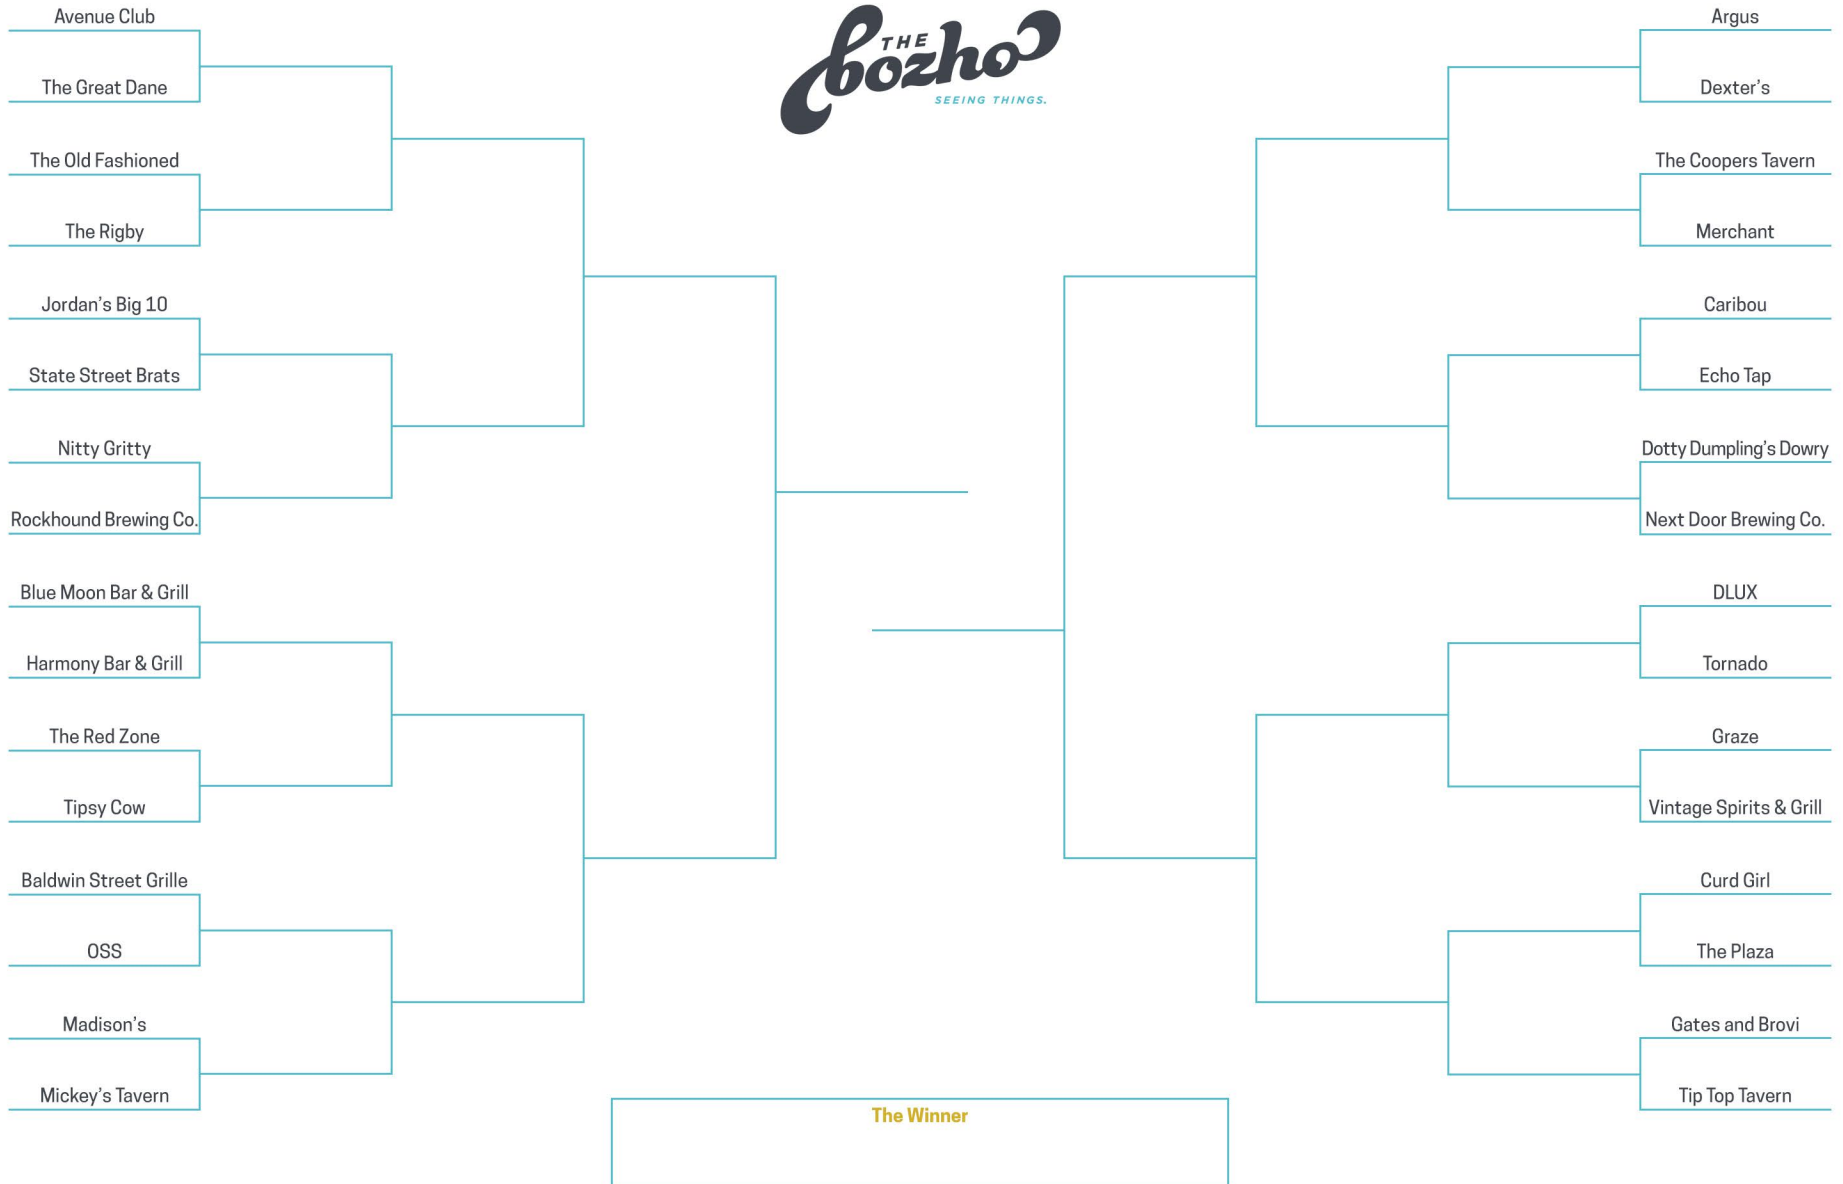 THE
bozho
SEEING THINGS.
Avenue Club
The Great Dane
The Old Fashioned
The Rigby
Jordan's Big 10
State Street Brats
Nitty Gritty
Rockhound Brewing Co.
Blue Moon Bar & Grill
Harmony Bar & Grill
The Red Zone
Tipsy Cow
Baldwin Street Grille
OSS
Madison's
Mickey's Tavern
Argus
Dexter's
The Coopers Tavern
Merchant
Caribou
Echo Tap
Dotty Dumpling's Dowry
Next Door Brewing Co.
DLUX
Tornado
Graze
Vintage Spirits & Grill
Curd Girl
The Plaza
Gates and Brovi
Tip Top Tavern
The Winner